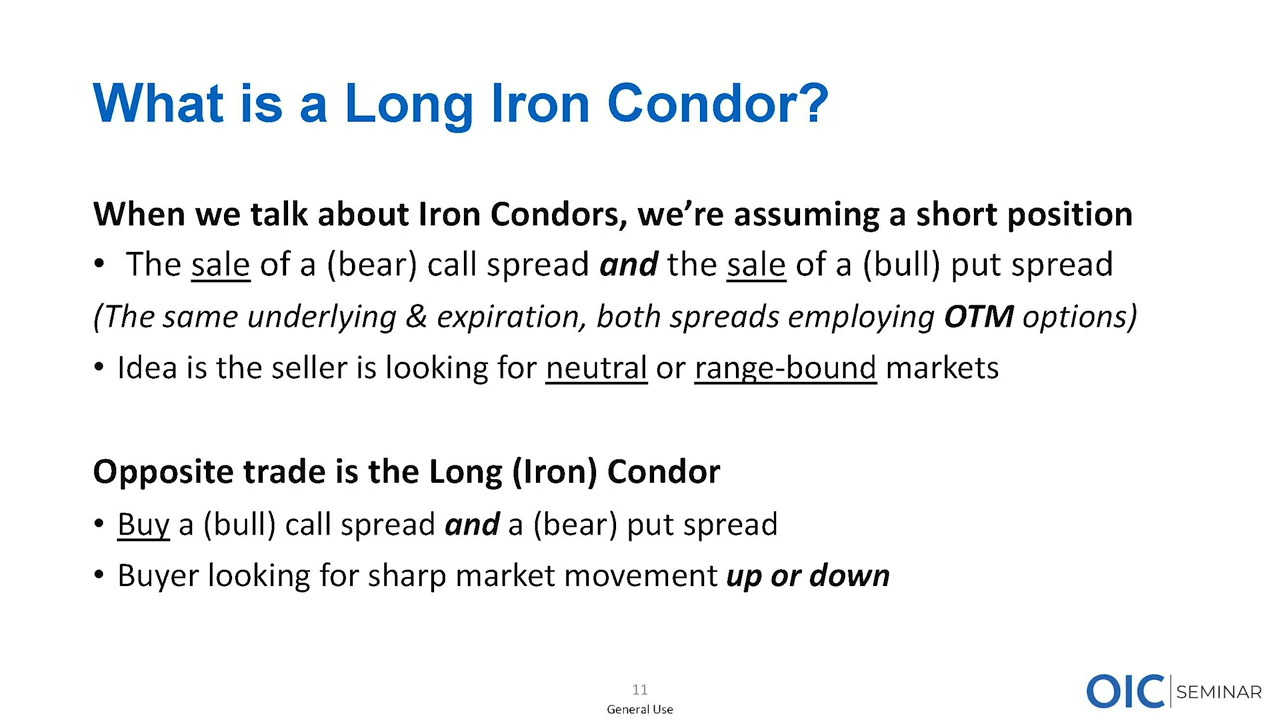 What is a Long Iron Condor?
When we talk about Iron Condors, we’re assuming a short position
• The sale of a (bear) call spread and the sale of a (bull) put spread
(The same underlying & expiration, both spreads employing OTM options)
• Idea is the seller is looking for neutral or range-bound markets
Opposite trade is the Long (Iron) Condor
• Buy a (bull) call spread and a (bear) put spread
• Buyer looking for sharp market movement up or down
11
General Use
OIC | SEMINAR